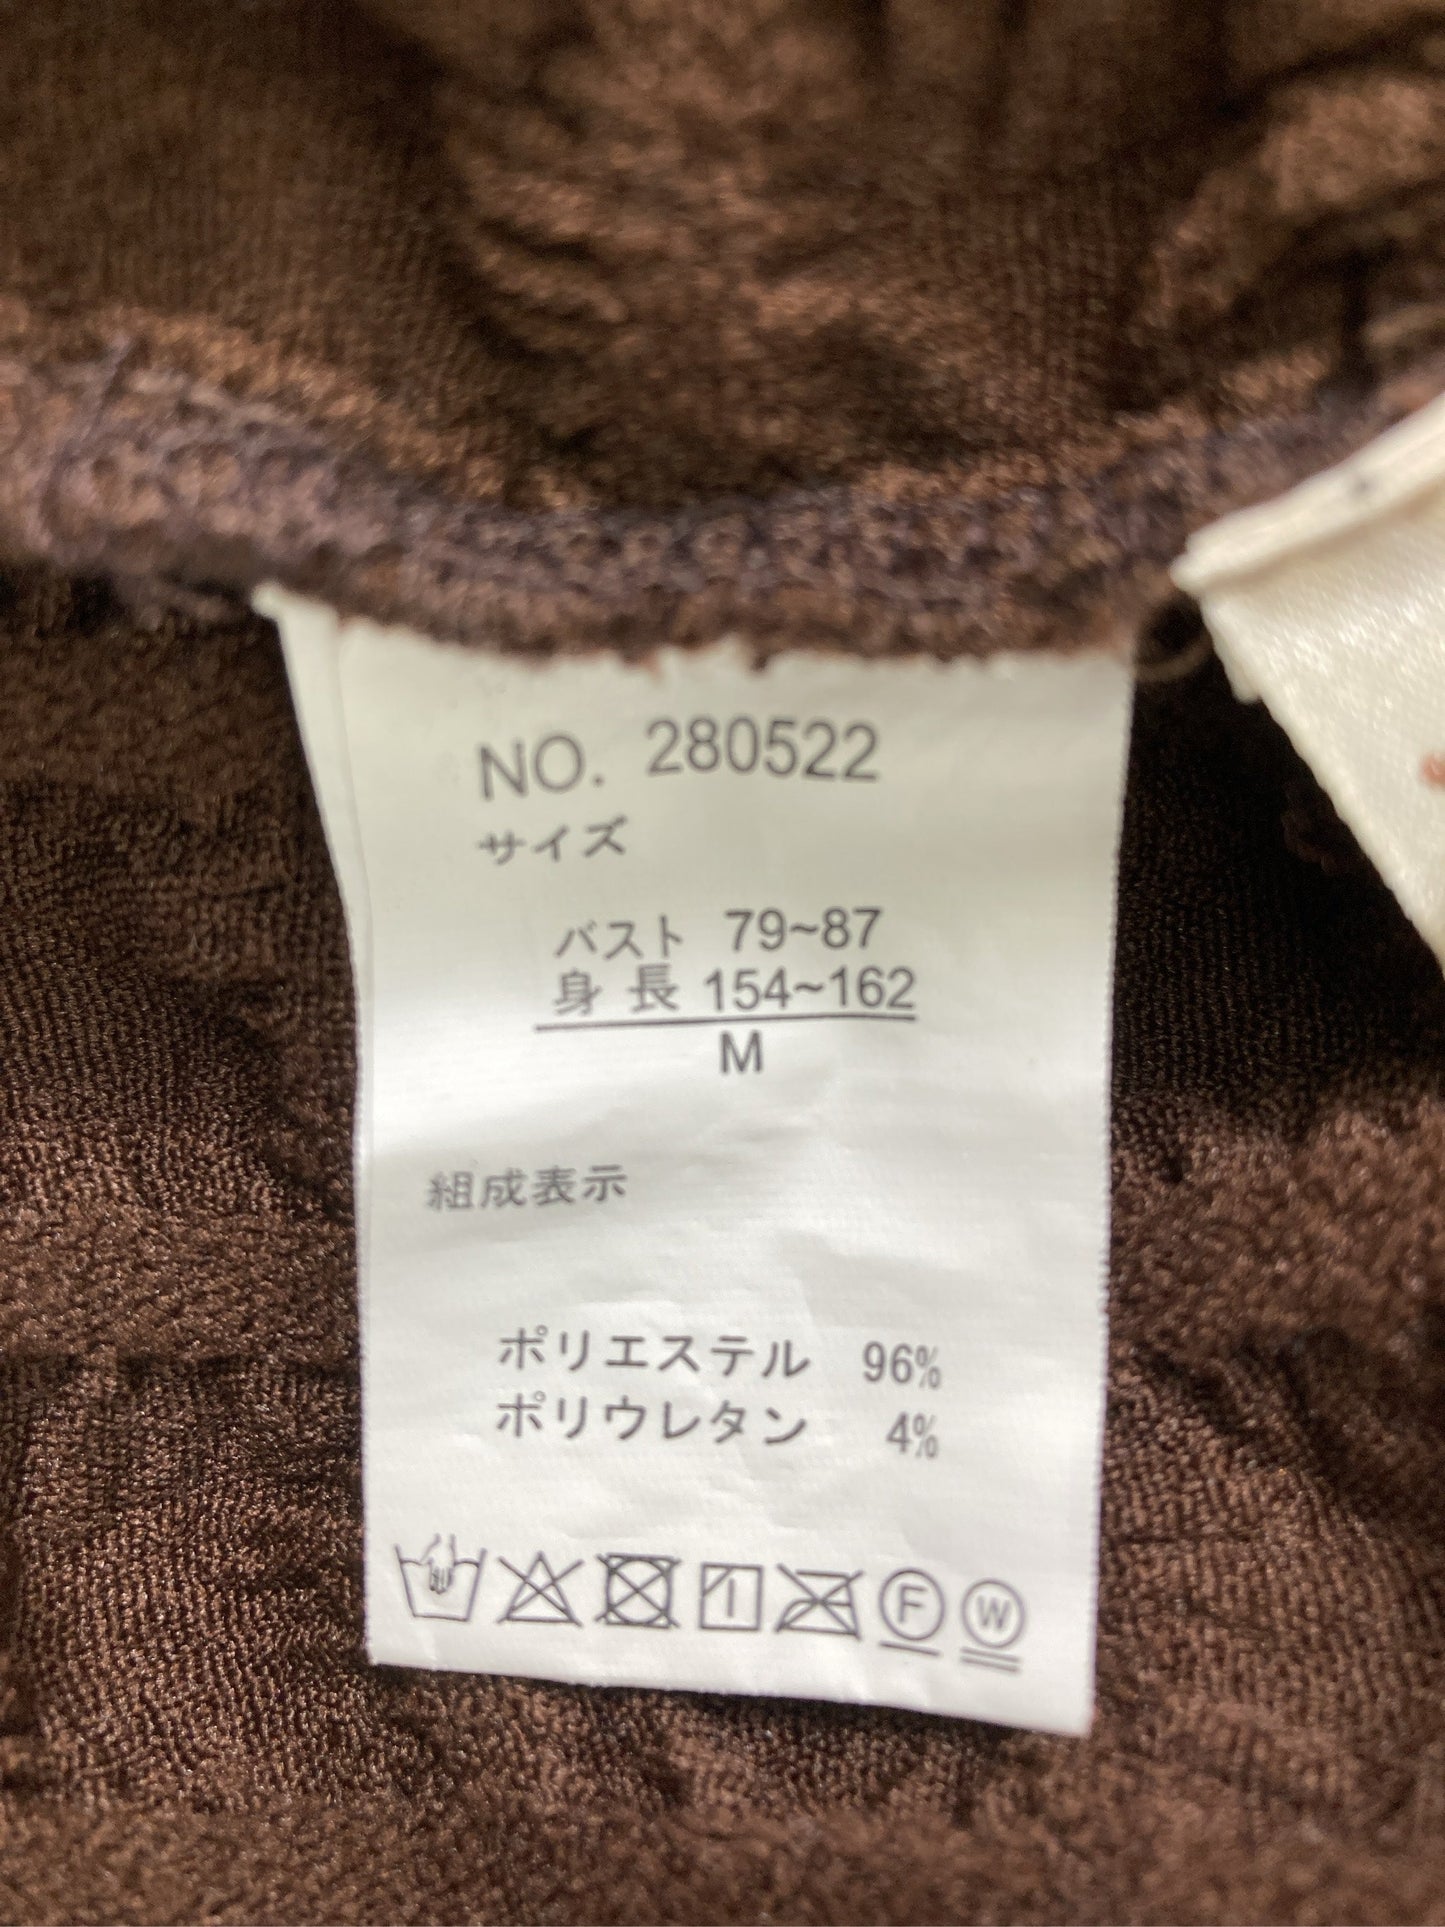 NO. 280522
サイズ
バスト 79~87
身長 154~162
M
組成表示
ポリエステル 96%
ポリウレタン 4%
F W